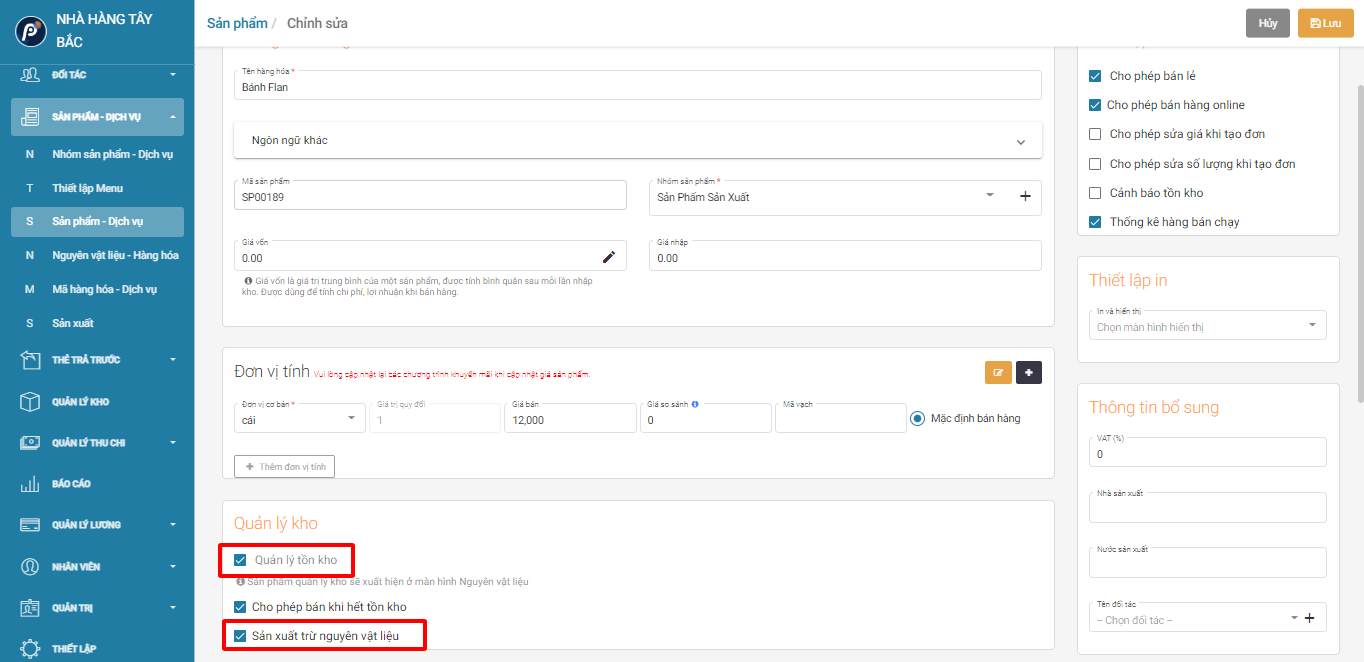 NHÀ HÀNG TÂY
BẮC
ĐỐI TÁC
SẢN PHẨM - DỊCH VỤ
N Nhóm sản phẩm - Dịch vụ
T Thiết lập Menu
S Sản phẩm - Dịch vụ
N Nguyên vật liệu - Hàng hóa
M Mã hàng hóa - Dịch vụ
S Sản xuất
THẺ TRẢ TRƯỚC
QUẢN LÝ KHO
QUẢN LÝ THU CHI
BÁO CÁO
QUẢN LÝ LƯƠNG
NHÂN VIÊN
QUẢN TRỊ
THIẾT LẬP
Sản phẩm / Chỉnh sửa
Hủy
Lưu
Tên hàng hóa *
Bánh Flan
Ngôn ngữ khác
Mã sản phẩm
SP00189
Nhóm sản phẩm *
Sản Phẩm Sản Xuất
Giá vốn
0.00
Giá vốn là giá trị trung bình của một sản phẩm, được tính bình quân sau mỗi lần nhập
kho. Được dùng để tính chi phí, lợi nhuận khi bán hàng.
Giá nhập
0.00
Đơn vị tính Vui lòng cập nhật lại các chương trình khuyến mãi khi cập nhật giá sản phẩm.
Đơn vị cơ bản *
cái
Giá trị quy đổi
1
Giá bán
12,000
Giá so sánh
0
Mã vạch
Mặc định bán hàng
Thêm đơn vị tính
Quản lý kho
Quản lý tồn kho
Sản phẩm quản lý kho sẽ xuất hiện ở màn hình Nguyên vật liệu
Cho phép bán khi hết tồn kho
Sản xuất trừ nguyên vật liệu
Cho phép bán lẻ
Cho phép bán hàng online
Cho phép sửa giá khi tạo đơn
Cho phép sửa số lượng khi tạo đơn
Cảnh báo tồn kho
Thống kê hàng bán chạy
Thiết lập in
In và hiển thị
Chọn màn hình hiển thị
Thông tin bổ sung
VAT (%)
0
Nhà sản xuất
Nước sản xuất
Tên đối tác
-- Chọn đối tác --